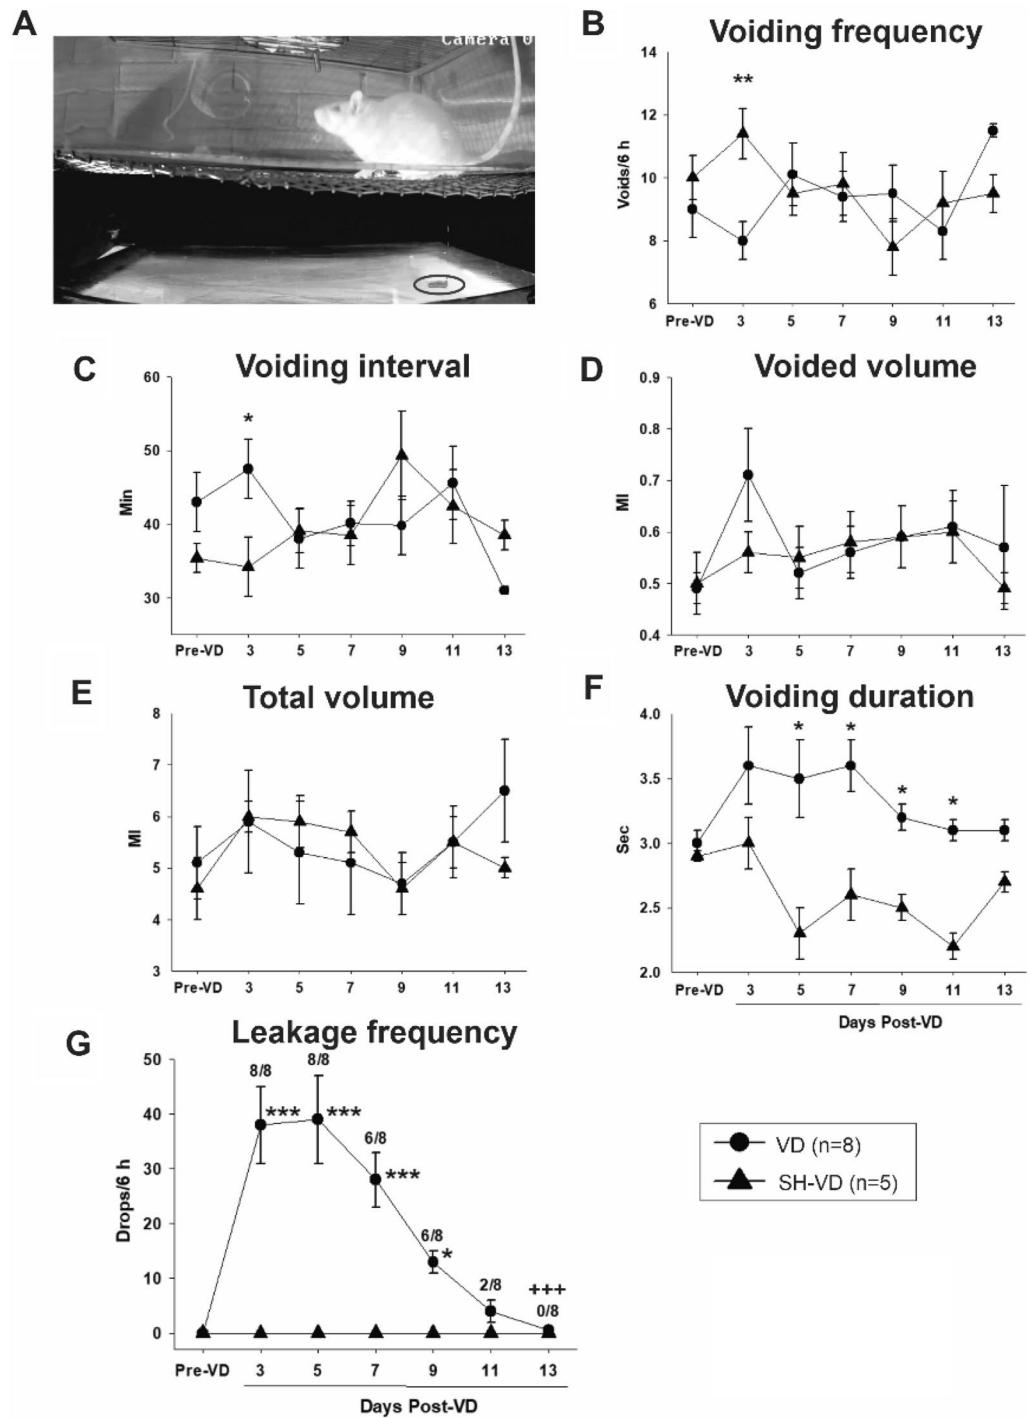 A
Camera 0
B
Voiding frequency
14
12
10
8
6
Voids/6 h
**
Pre-VD 3 5 7 9 11 13
C
Voiding interval
60
50
40
30
Min
*
Pre-VD 3 5 7 9 11 13
D
Voided volume
0.9
0.8
0.7
0.6
0.5
0.4
Ml
Pre-VD 3 5 7 9 11 13
E
Total volume
8
7
6
5
4
3
Ml
Pre-VD 3 5 7 9 11 13
F
Voiding duration
4.0
3.5
3.0
2.5
2.0
Sec
* * * *
Pre-VD 3 5 7 9 11 13
Days Post-VD
G
Leakage frequency
50
40
30
20
10
0
Drops/6 h
8/8 ***
8/8 ***
6/8 ***
6/8 *
2/8
+++
0/8
Pre-VD 3 5 7 9 11 13
Days Post-VD
VD (n=8)
SH-VD (n=5)